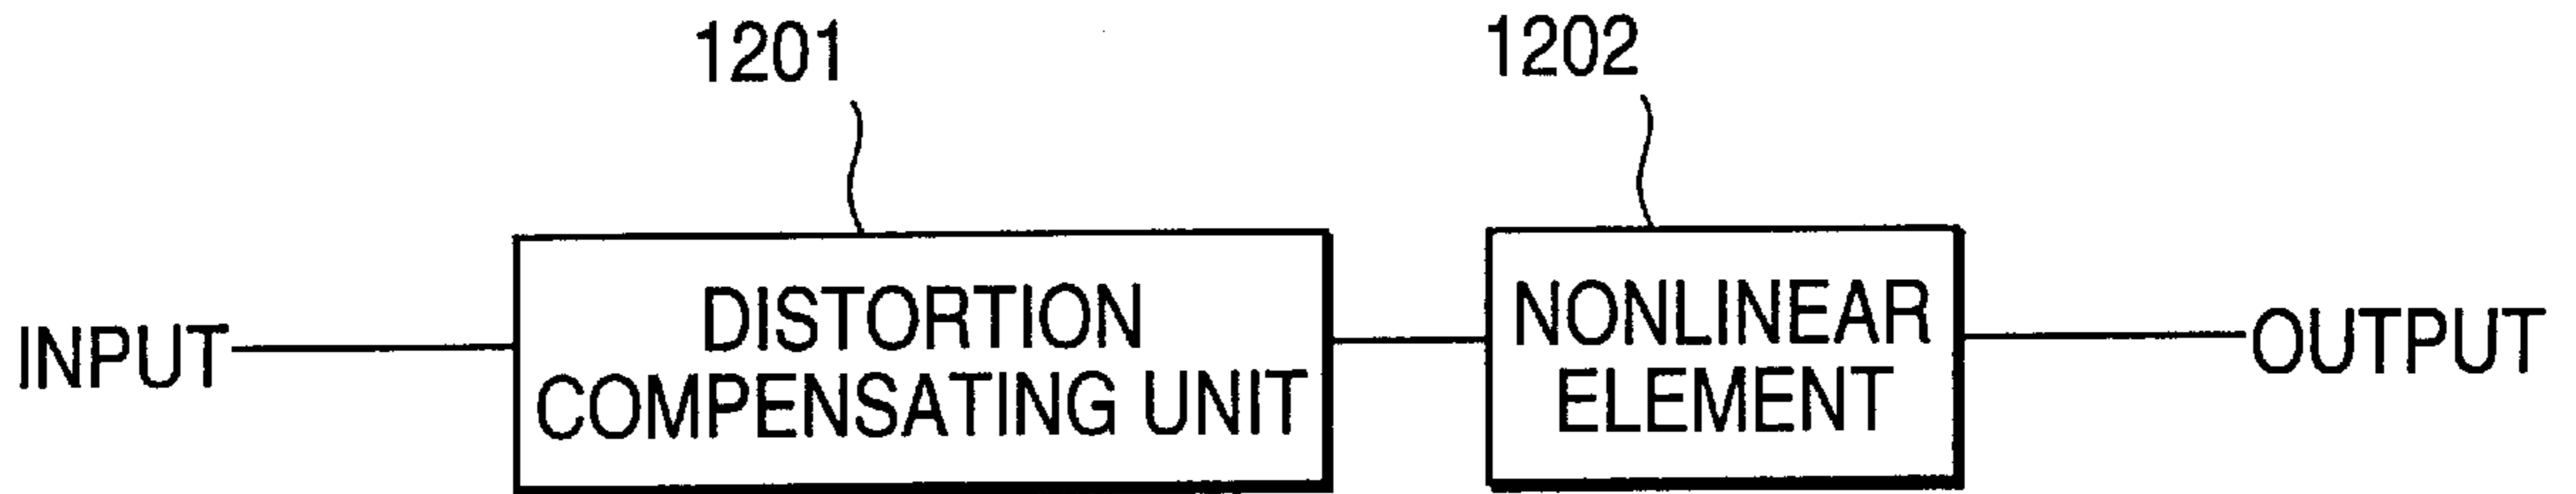 1201
1202
INPUT
DISTORTION
COMPENSATING UNIT
NONLINEAR
ELEMENT
OUTPUT